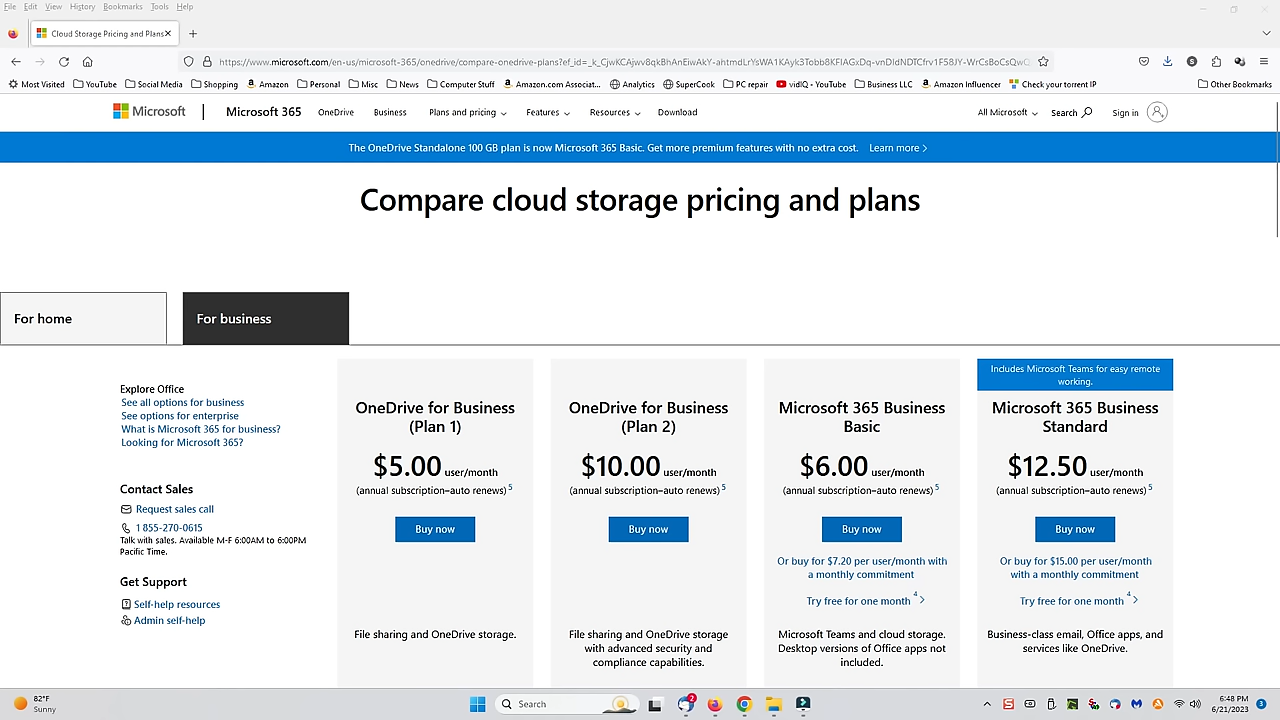 File Edit View History Bookmarks Tools Help
Cloud Storage Pricing and Plans
https://www.microsoft.com/en-us/microsoft-365/onedrive/compare-onedrive-plans?ef_id=
Most Visited YouTube Social Media Shopping Amazon Personal Misc News Computer Stuff Amazon.com Associat... Analytics SuperCook PC repair vidIQ • YouTube Business LLC Amazon Influencer Check your torrent IP Other Bookmarks
Microsoft Microsoft 365 OneDrive Business Plans and pricing Features Resources Download All Microsoft Search Sign in
The OneDrive Standalone 100 GB plan is now Microsoft 365 Basic. Get more premium features with no extra cost. Learn more
Compare cloud storage pricing and plans
For home
For business
Explore Office
See all options for business
See options for enterprise
What is Microsoft 365 for business?
Looking for Microsoft 365?
Contact Sales
Request sales call
1 855-270-0615
Talk with sales. Available M-F 6:00AM to 6:00PM
Pacific Time.
Get Support
Self-help resources
Admin self-help
OneDrive for Business
(Plan 1)
$5.00 user/month
(annual subscription–auto renews) 5
Buy now
File sharing and OneDrive storage.
OneDrive for Business
(Plan 2)
$10.00 user/month
(annual subscription–auto renews) 5
Buy now
File sharing and OneDrive storage
with advanced security and
compliance capabilities.
Microsoft 365 Business
Basic
$6.00 user/month
(annual subscription–auto renews) 5
Buy now
Or buy for $7.20 per user/month with
a monthly commitment
Try free for one month 4
Microsoft Teams and cloud storage.
Desktop versions of Office apps not
included.
Includes Microsoft Teams for easy remote
working.
Microsoft 365 Business
Standard
$12.50 user/month
(annual subscription–auto renews) 5
Buy now
Or buy for $15.00 per user/month
with a monthly commitment
Try free for one month 4
Business-class email, Office apps, and
services like OneDrive.
82°F
Sunny
Search
2
6:48 PM
6/21/2023
3